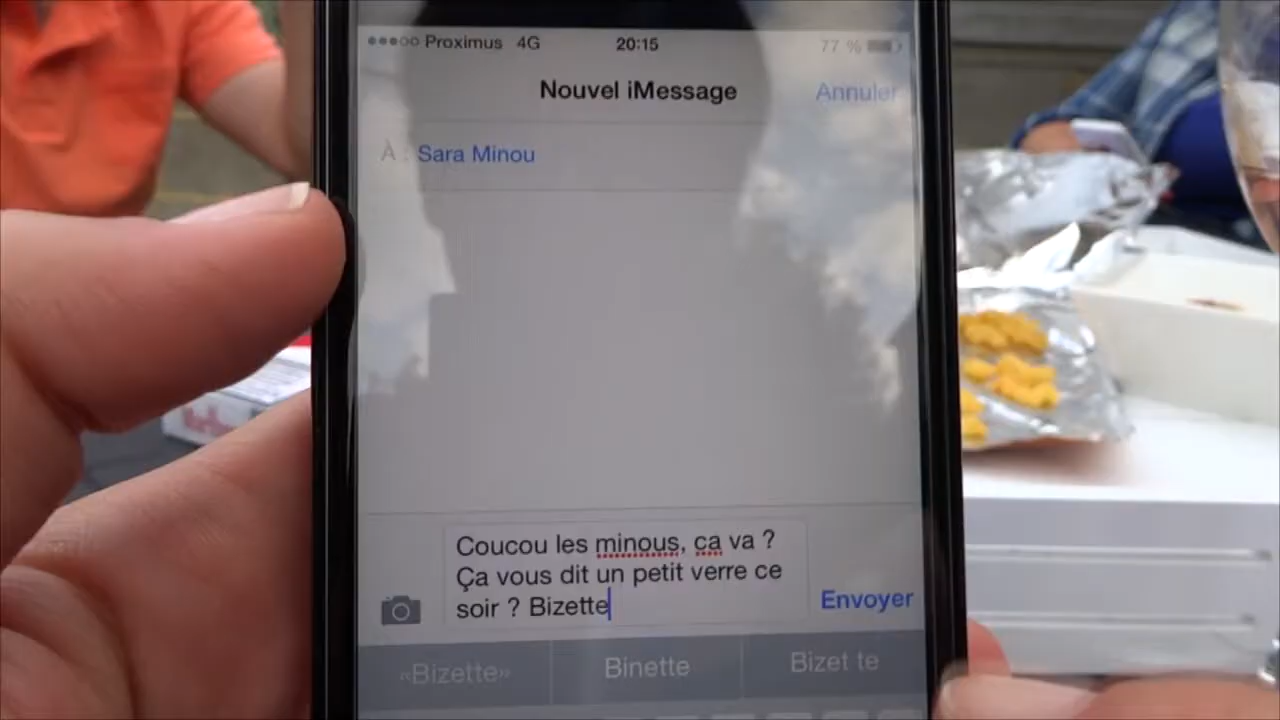 Proximus 4G 20:15 77 %
Nouvel iMessage Annuler
À : Sara Minou
Coucou les minous, ca va ?
Ça vous dit un petit verre ce
soir ? Bizette
Envoyer
«Bizette» Binette Bizet te